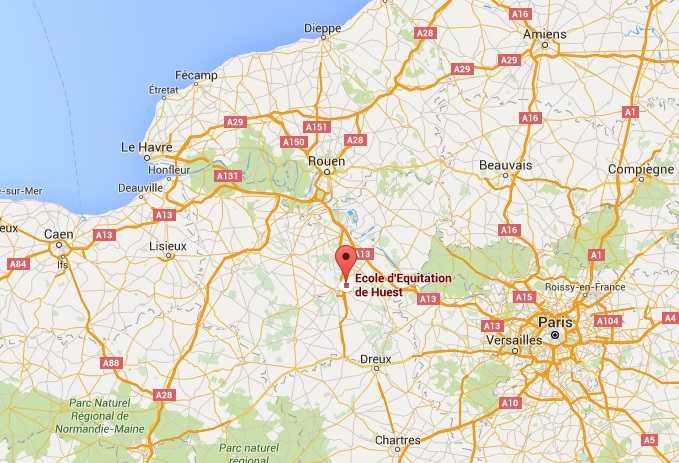 A16
Dieppe
A28
Amiens
A29
A29
Fécamp
Étretat
A1
A29
A151
A16
A150
A28
Le Havre
Rouen
Honfleur
A131
Beauvais
Compiègne
Deauville
e-sur-Mer
A13
eux
Caen
A13
A16
Lisieux
A13
A1
A84
Ifs
Ecole d'Equitation
de Huest
A13
A15
Roissy-en-France
A13
Paris
A104
A4
Versailles
A88
Dreux
A28
A10
Parc Naturel
Régional de
Normandie-Maine
Chartres
A5
Parc naturel
régional